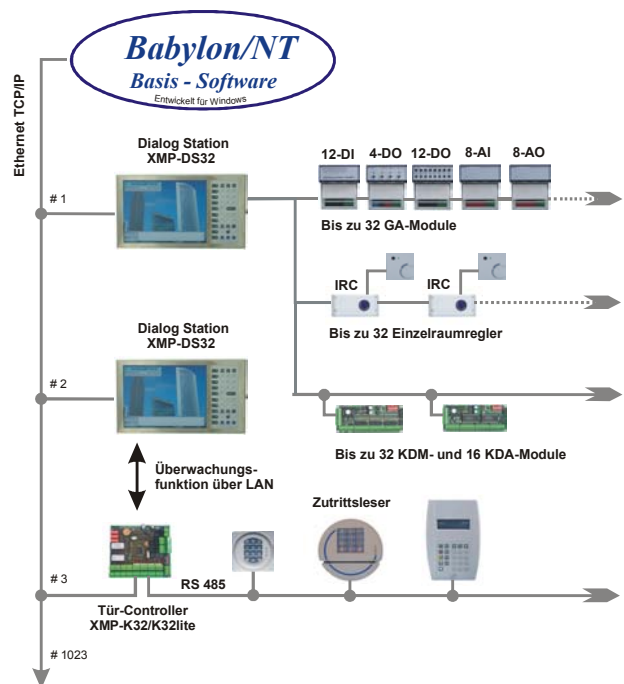 Babylon/NT
Basis - Software
Entwickelt für Windows
Ethernet TCP/IP
Dialog Station
XMP-DS32
12-DI 4-DO 12-DO 8-AI 8-AO
# 1
Bis zu 32 GA-Module
IRC IRC
Bis zu 32 Einzelraumregler
Dialog Station
XMP-DS32
# 2
Bis zu 32 KDM- und 16 KDA-Module
Überwachungs-
funktion über LAN
Zutrittsleser
# 3
RS 485
Tür-Controller
XMP-K32/K32lite
# 1023